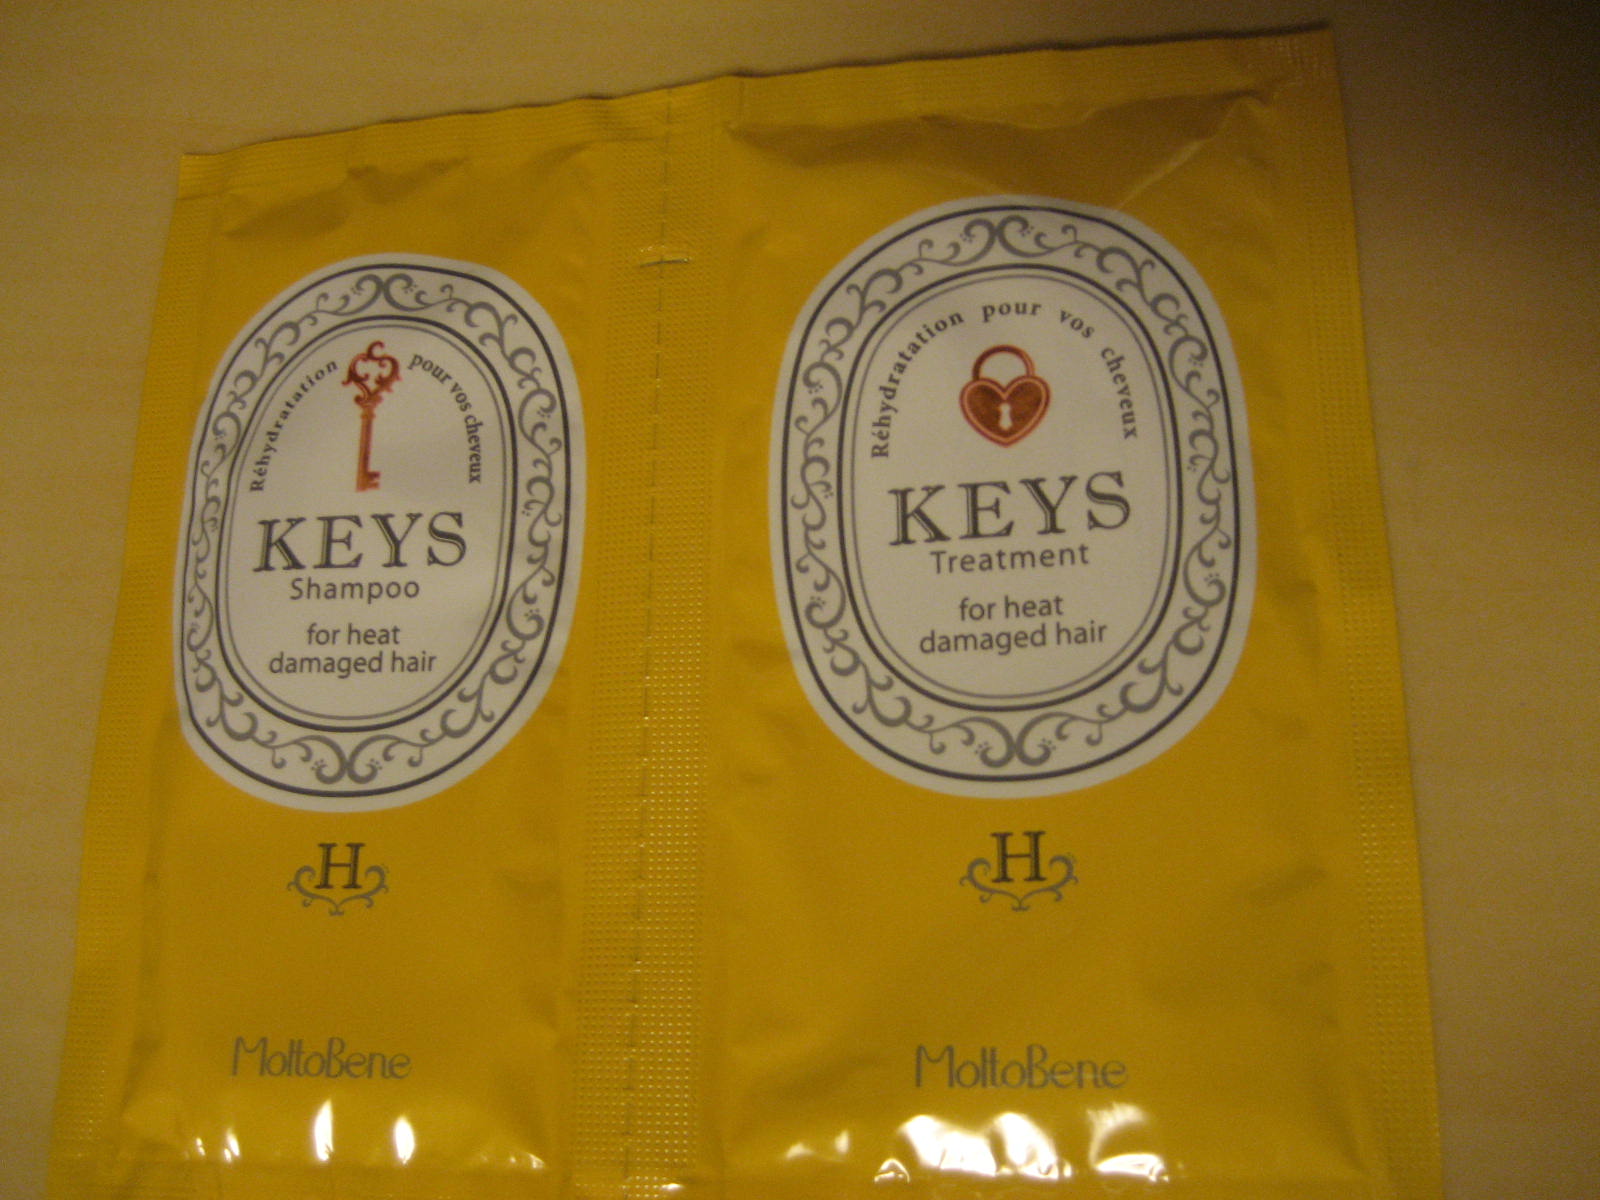 Réhydratation pour vos cheveux
KEYS
Shampoo
for heat
damaged hair
H
MoltoBene
Réhydratation pour vos cheveux
KEYS
Treatment
for heat
damaged hair
H
MoltoBene